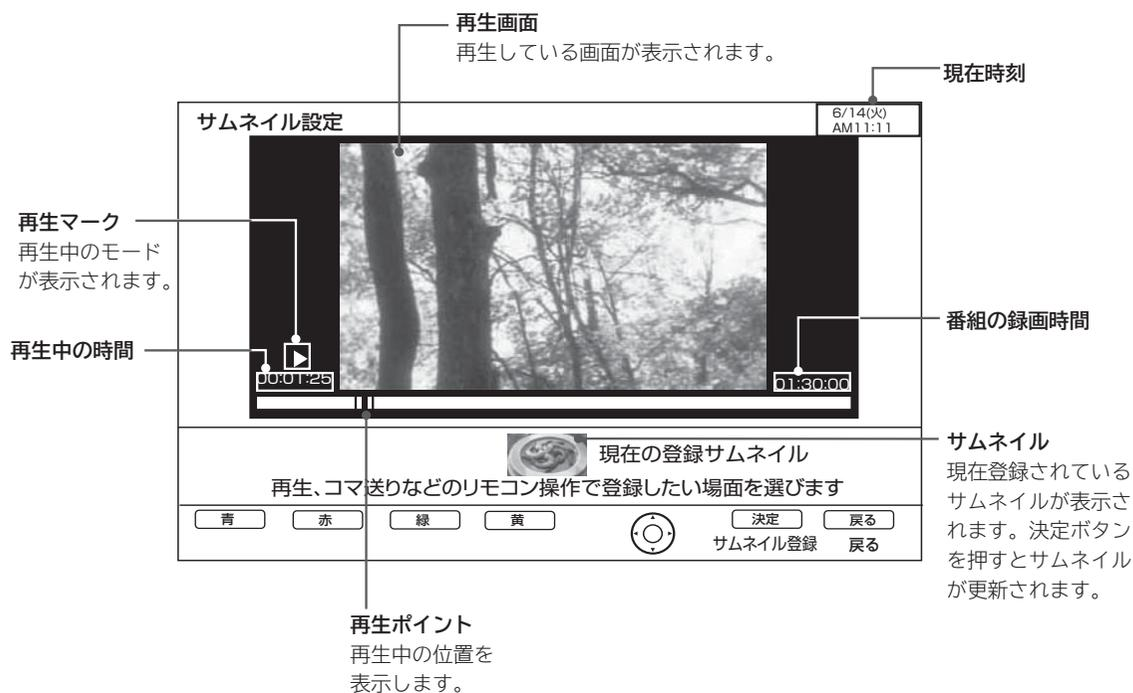 再生画面
再生している画面が表示されます。
現在時刻
サムネイル設定
6/14(火)
AM11:11
再生マーク
再生中のモード
が表示されます。
再生中の時間
00:01:25
番組の録画時間
01:30:00
現在の登録サムネイル
再生、コマ送りなどのリモコン操作で登録したい場面を選びます
サムネイル
現在登録されている
サムネイルが表示さ
れます。決定ボタン
を押すとサムネイル
が更新されます。
青 赤 緑 黄 決定 戻る
サムネイル登録 戻る
再生ポイント
再生中の位置を
表示します。